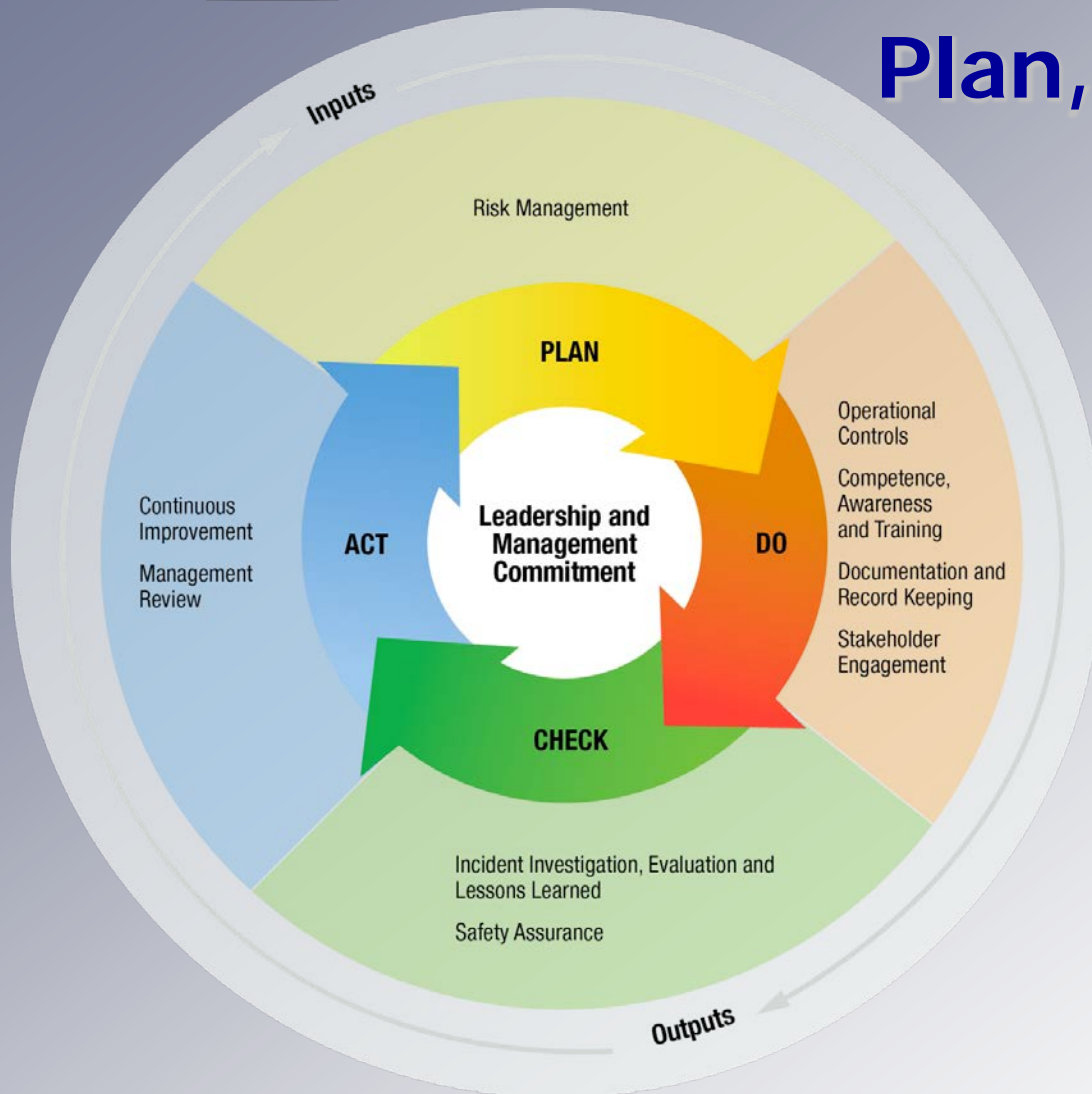 Plan,
Inputs
Risk Management
PLAN
Operational
Controls
Competence,
Awareness
and Training
Documentation and
Record Keeping
Stakeholder
Engagement
DO
Leadership and
Management
Commitment
ACT
Continuous
Improvement
Management
Review
CHECK
Incident Investigation, Evaluation and
Lessons Learned
Safety Assurance
Outputs